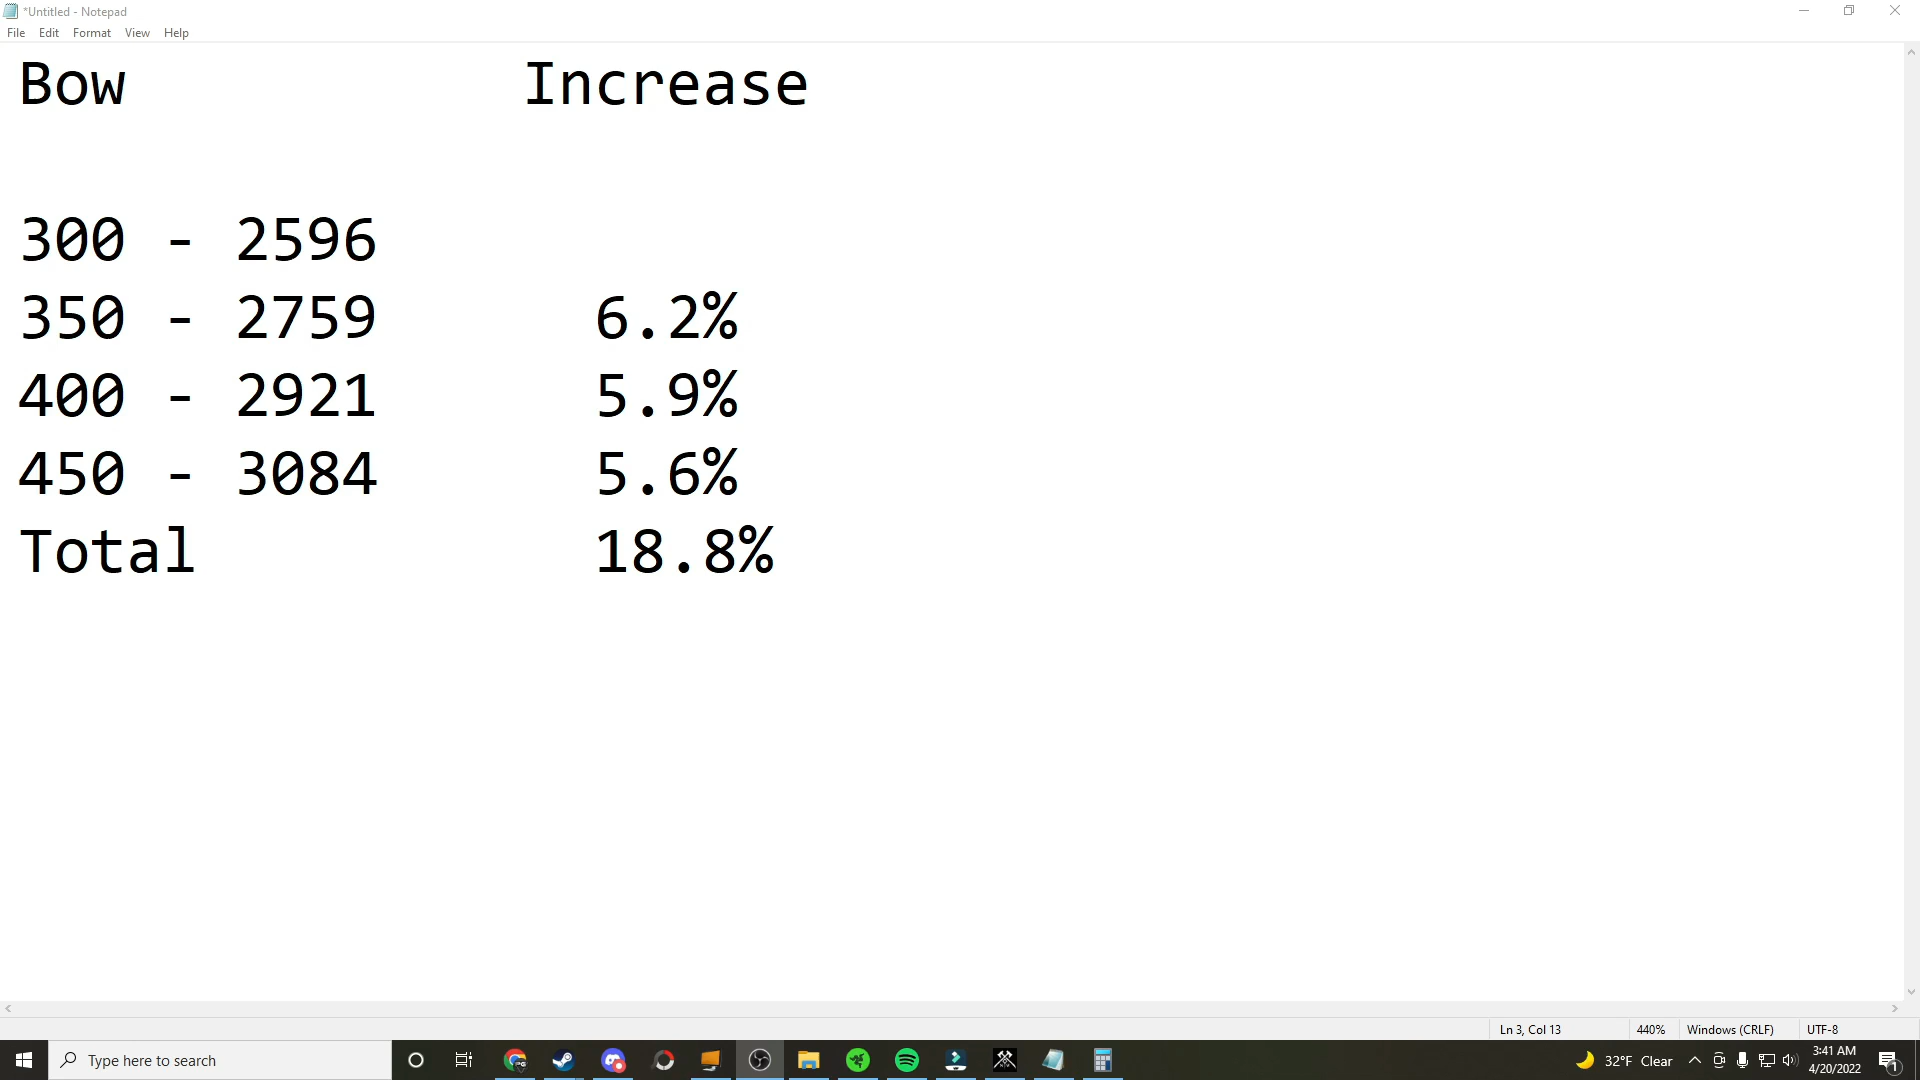 *Untitled - Notepad
File Edit Format View Help
Bow Increase
300 - 2596
350 - 2759 6.2%
400 - 2921 5.9%
450 - 3084 5.6%
Total 18.8%
Ln 3, Col 13 440% Windows (CRLF) UTF-8
Type here to search
32°F Clear
3:41 AM
4/20/2022
1